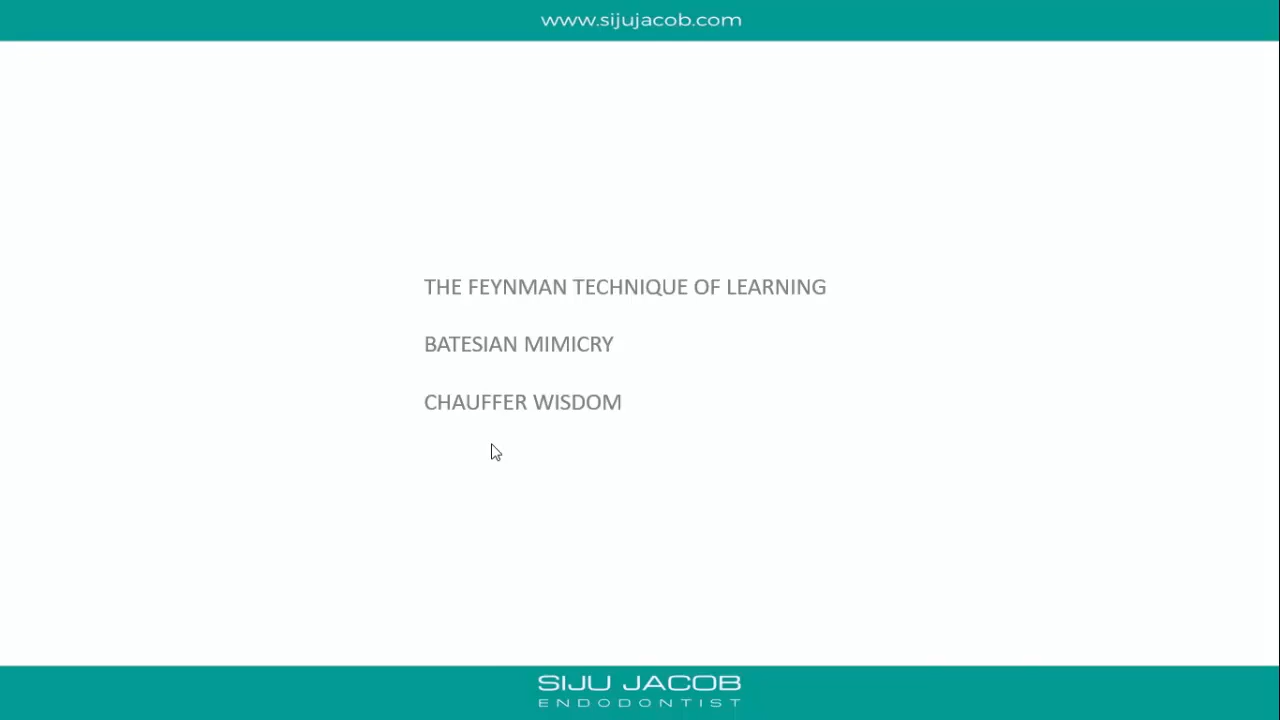 www.sijujacob.com
THE FEYNMAN TECHNIQUE OF LEARNING
BATESIAN MIMICRY
CHAUFFER WISDOM
SIJU JACOB
ENDODONTIST